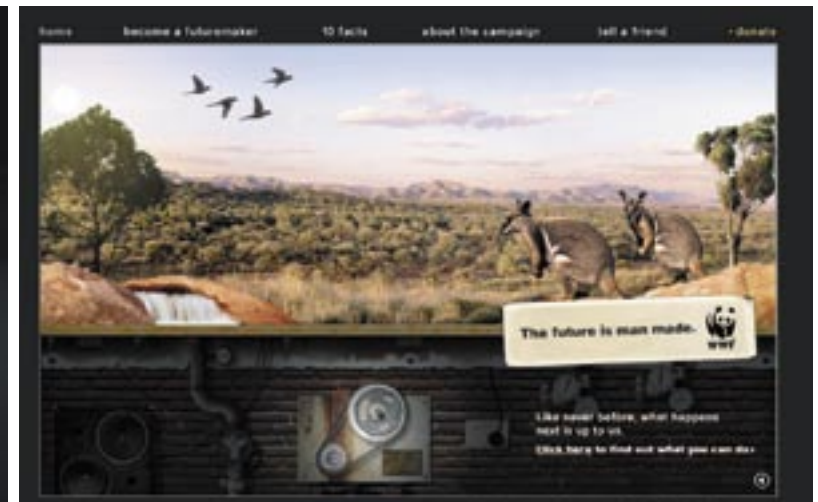 home become a futuremaker 10 facts about the campaign tell a friend • donate
The future is man made.
WWF
Like never before, what happens
next is up to us.
Click here to find out what you can do›